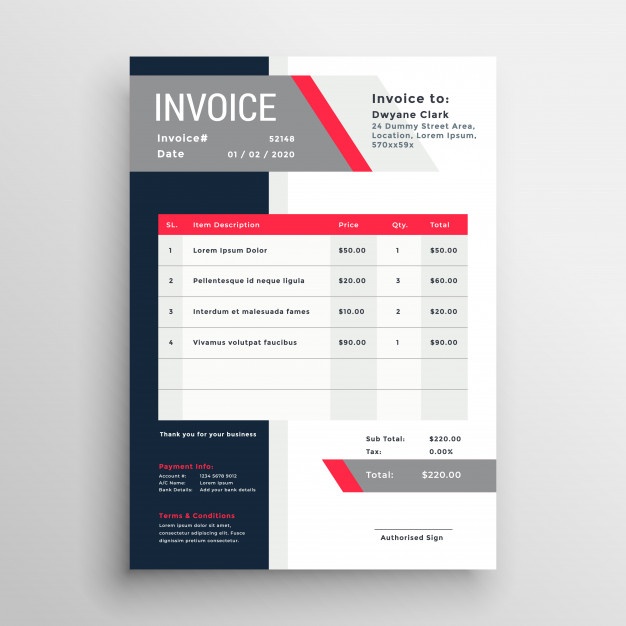 INVOICE
Invoice# 52148
Date 01 / 02 / 2020
Invoice to:
Dwyane Clark
24 Dummy Street Area,
Location, Lorem Ipsum,
570xx59x
SL. Item Description Price Qty. Total
1 Lorem Ipsum Dolor $50.00 1 $50.00
2 Pellentesque id neque ligula $20.00 3 $60.00
3 Interdum et malesuada fames $10.00 2 $20.00
4 Vivamus volutpat faucibus $90.00 1 $90.00
Thank you for your business
Sub Total: $220.00
Tax: 0.00%
Total: $220.00
Payment Info:
Account #: 1234 5678 9012
A/C Name: Lorem Ipsum
Bank Details: Add your bank details
Terms & Conditions
Lorem ipsum dolor sit amet,
consectetur adipiscing elit. Fusce
dignissim pretium consectetur.
Authorised Sign